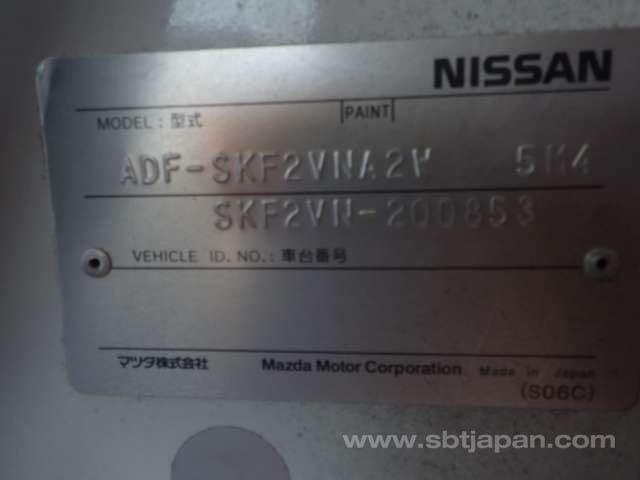 NISSAN
MODEL : 型式 PAINT
ADF-SKF2VNA2W 5M4
SKF2VN-200853
VEHICLE ID. NO.: 車台番号
マツダ株式会社 Mazda Motor Corporation Made in Japan
(S06C)
www.sbtjapan.com